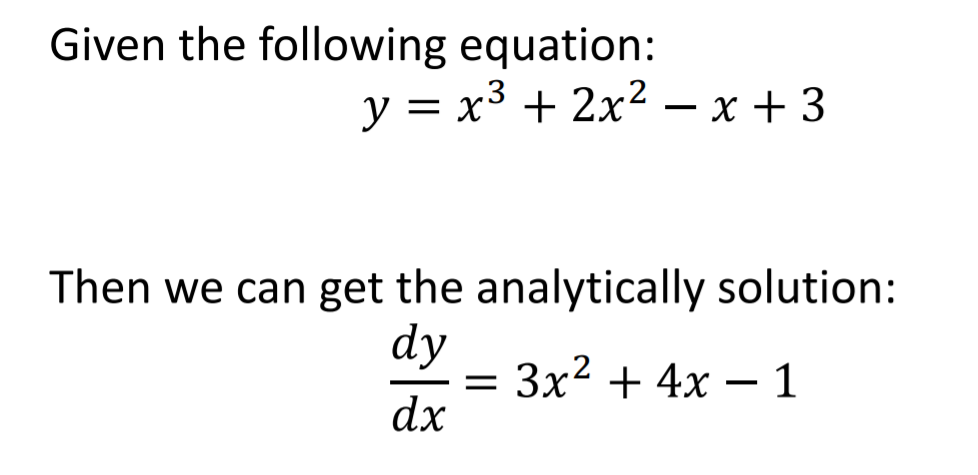 Given the following equation:
y = x³ + 2x² − x + 3
Then we can get the analytically solution:
dy/dx = 3x² + 4x − 1